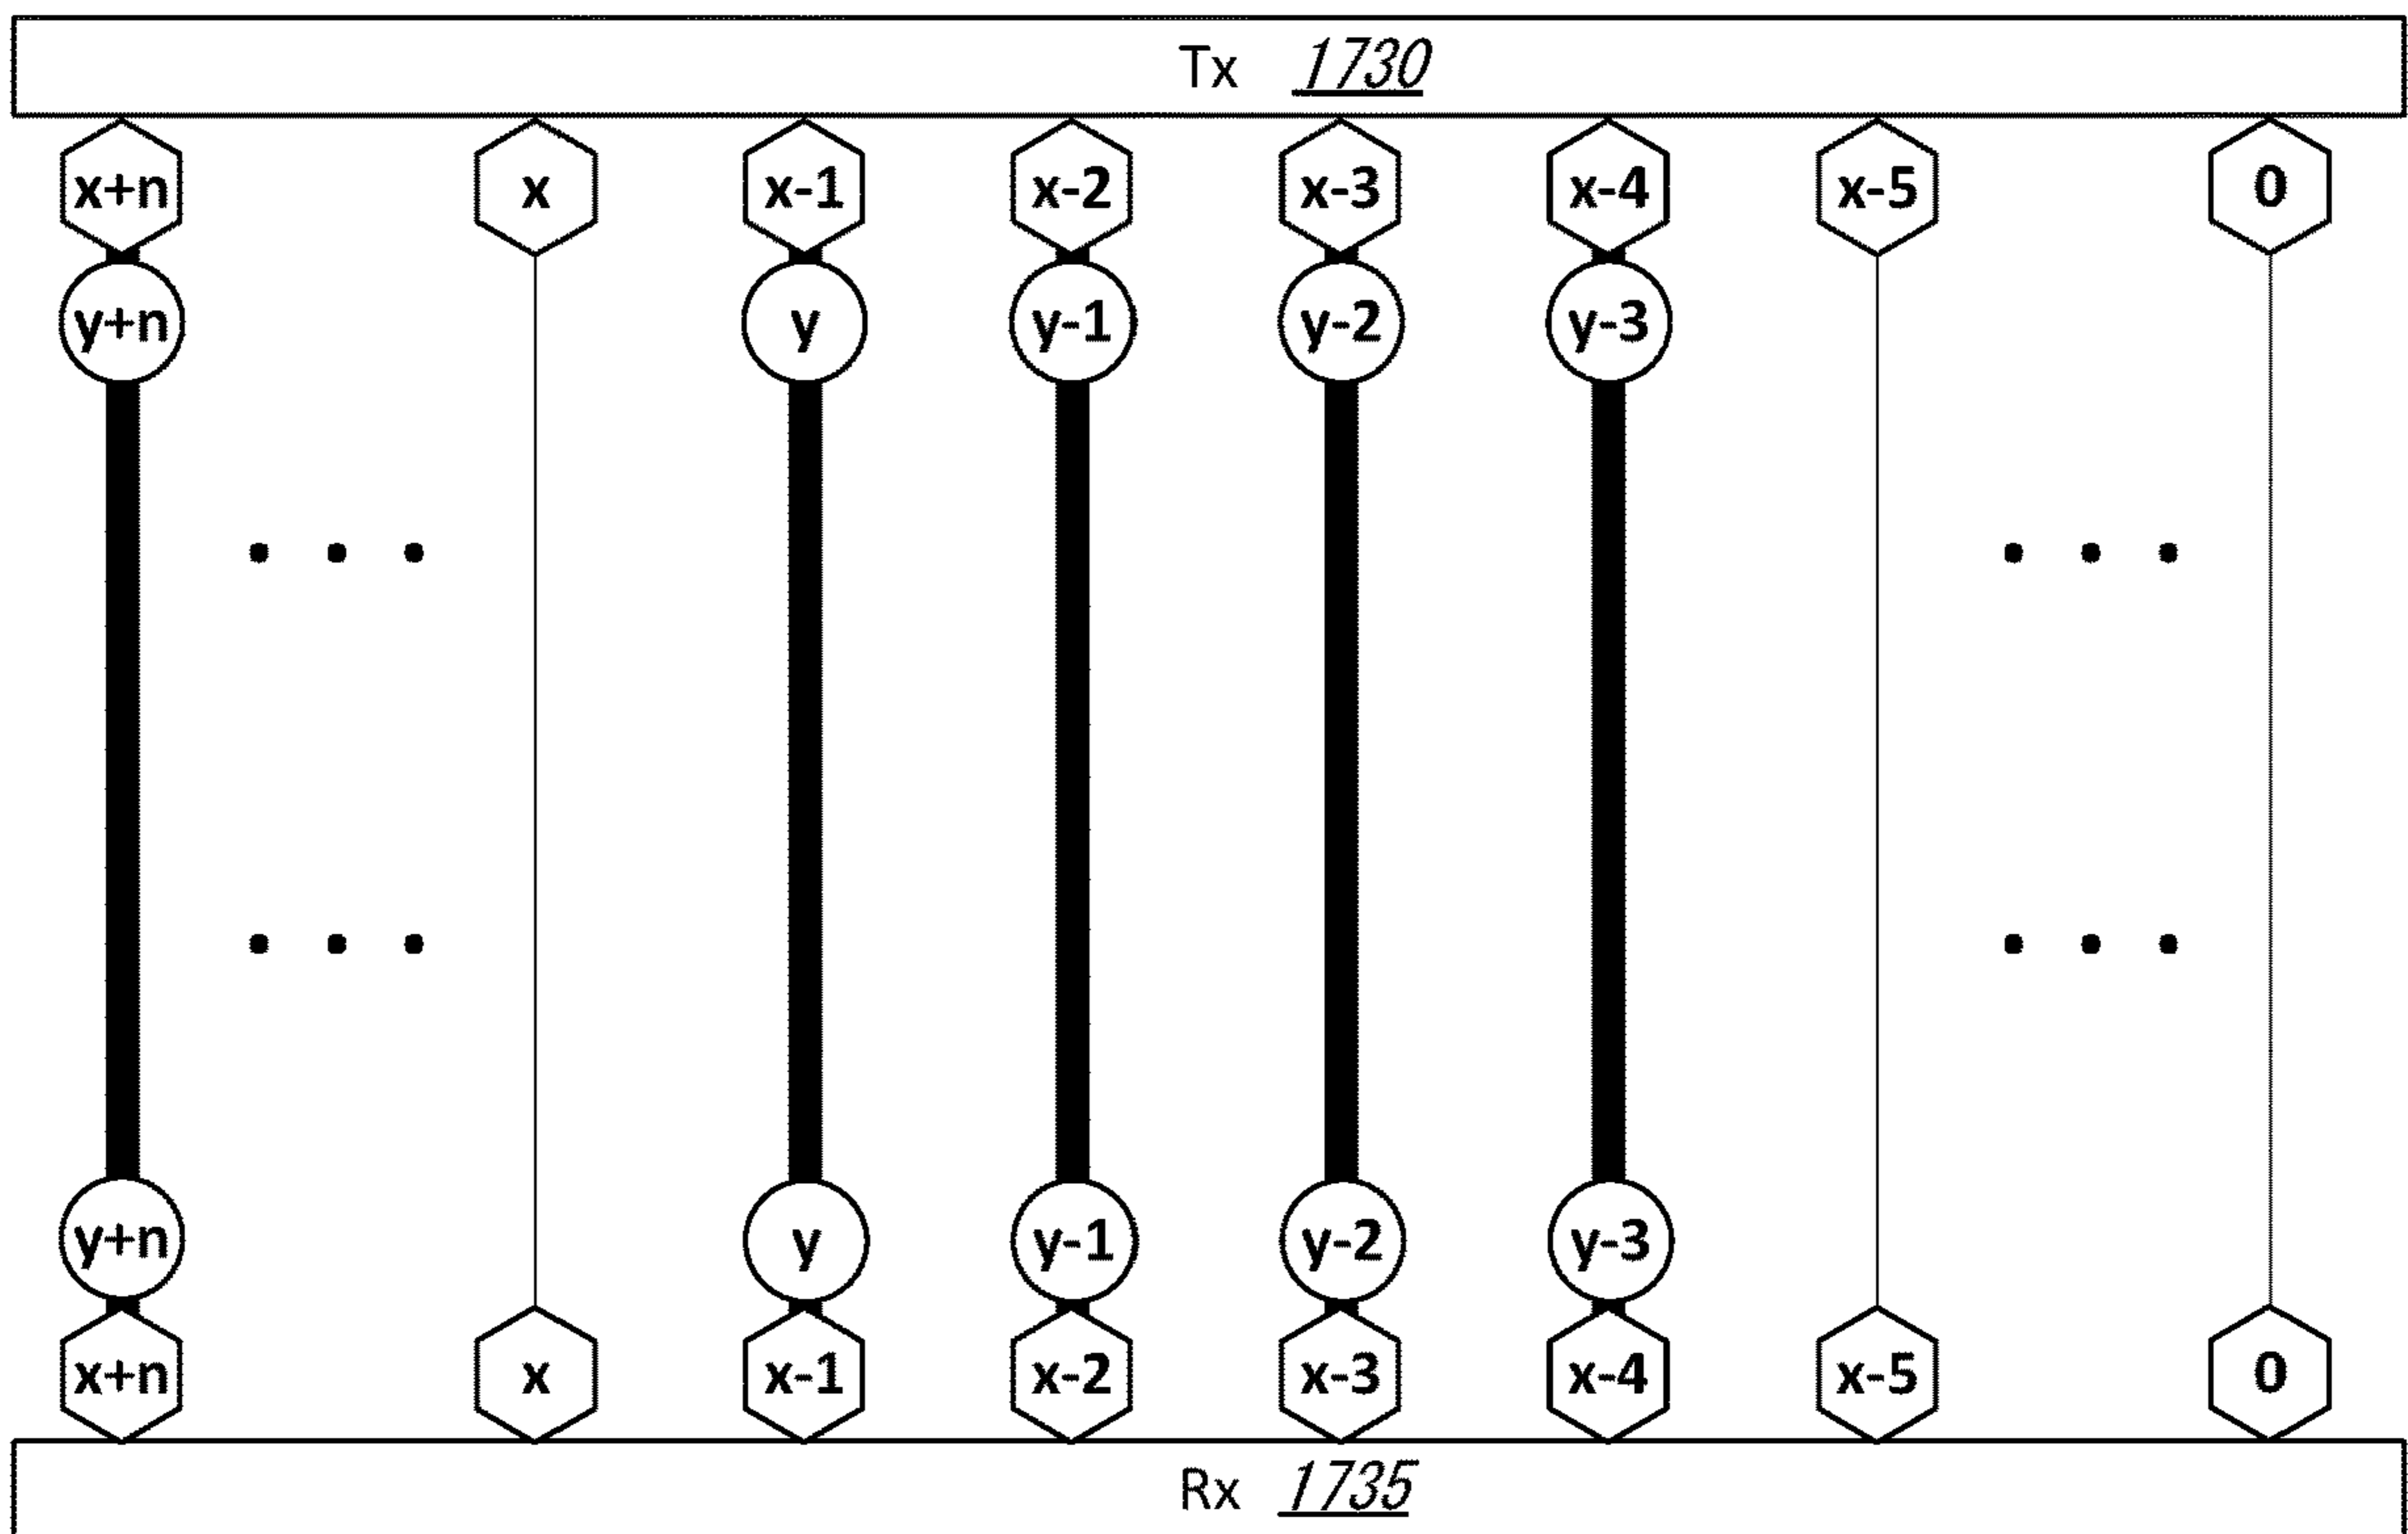 Tx 1730
x+n x x-1 x-2 x-3 x-4 x-5 0
y+n y y-1 y-2 y-3
y+n y y-1 y-2 y-3
x+n x x-1 x-2 x-3 x-4 x-5 0
Rx 1735